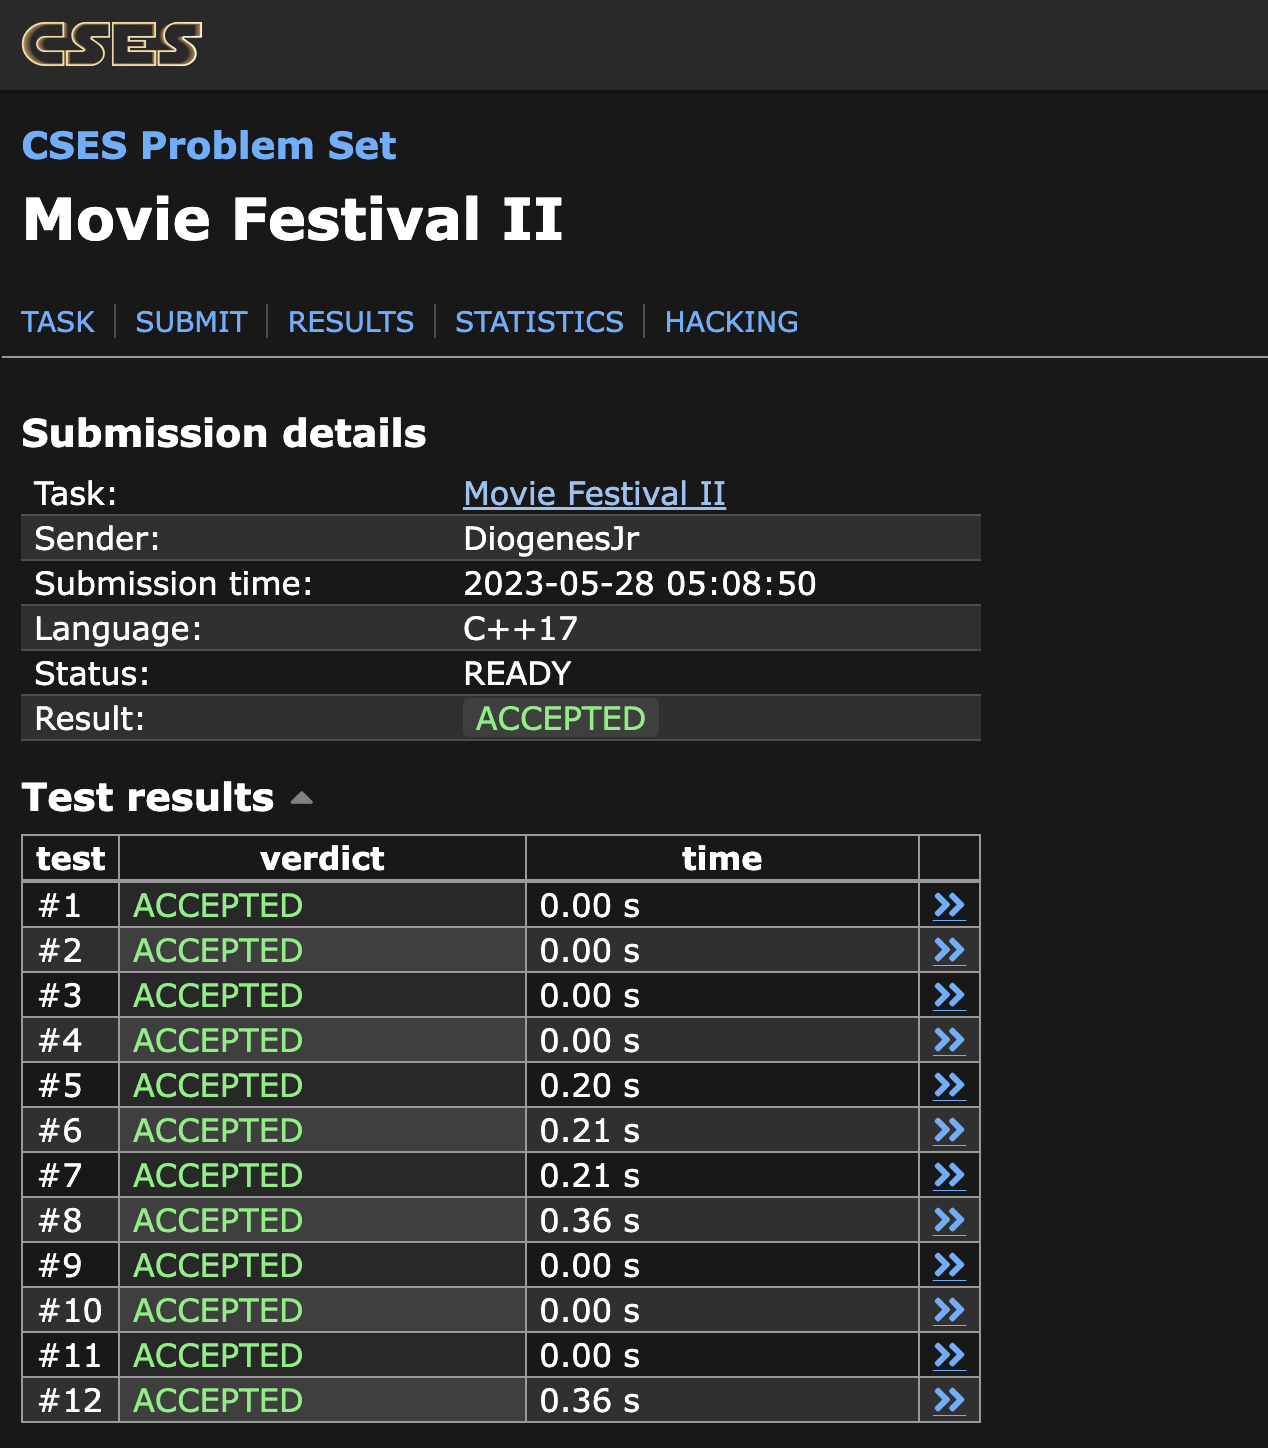 CSES
CSES Problem Set
Movie Festival II
TASK SUBMIT RESULTS STATISTICS HACKING
Submission details
Task: Movie Festival II
Sender: DiogenesJr
Submission time: 2023-05-28 05:08:50
Language: C++17
Status: READY
Result: ACCEPTED
Test results
test verdict time
#1 ACCEPTED 0.00 s
#2 ACCEPTED 0.00 s
#3 ACCEPTED 0.00 s
#4 ACCEPTED 0.00 s
#5 ACCEPTED 0.20 s
#6 ACCEPTED 0.21 s
#7 ACCEPTED 0.21 s
#8 ACCEPTED 0.36 s
#9 ACCEPTED 0.00 s
#10 ACCEPTED 0.00 s
#11 ACCEPTED 0.00 s
#12 ACCEPTED 0.36 s